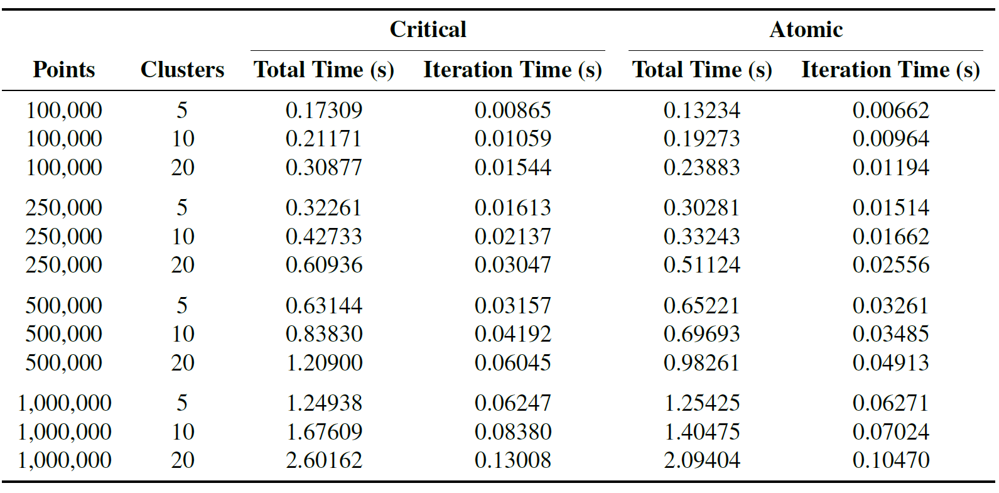 Critical Atomic
Points Clusters Total Time (s) Iteration Time (s) Total Time (s) Iteration Time (s)
100,000 5 0.17309 0.00865 0.13234 0.00662
100,000 10 0.21171 0.01059 0.19273 0.00964
100,000 20 0.30877 0.01544 0.23883 0.01194
250,000 5 0.32261 0.01613 0.30281 0.01514
250,000 10 0.42733 0.02137 0.33243 0.01662
250,000 20 0.60936 0.03047 0.51124 0.02556
500,000 5 0.63144 0.03157 0.65221 0.03261
500,000 10 0.83830 0.04192 0.69693 0.03485
500,000 20 1.20900 0.06045 0.98261 0.04913
1,000,000 5 1.24938 0.06247 1.25425 0.06271
1,000,000 10 1.67609 0.08380 1.40475 0.07024
1,000,000 20 2.60162 0.13008 2.09404 0.10470